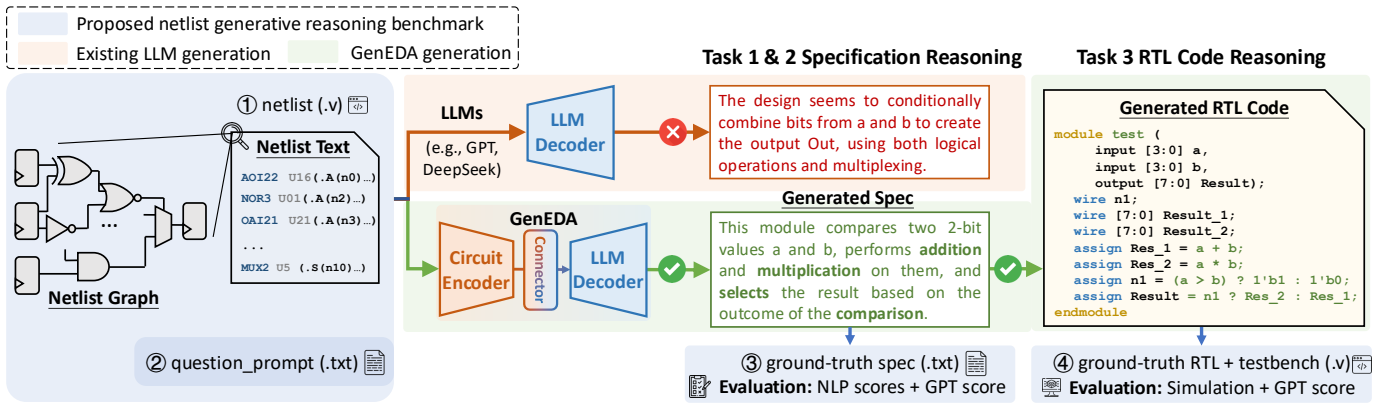 Proposed netlist generative reasoning benchmark
Existing LLM generation
GenEDA generation
① netlist (.v)
Netlist Text
AOI22 U16(.A(n0)…)
NOR3 U01(.A(n2)…)
OAI21 U21(.A(n3)…)
...
MUX2 U5 (.S(n10)…)
...
Netlist Graph
② question_prompt (.txt)
Task 1 & 2 Specification Reasoning
LLMs
(e.g., GPT,
DeepSeek)
LLM
Decoder
The design seems to conditionally
combine bits from a and b to create
the output Out, using both logical
operations and multiplexing.
GenEDA
Circuit
Encoder
Connector
LLM
Decoder
Generated Spec
This module compares two 2-bit
values a and b, performs addition
and multiplication on them, and
selects the result based on the
outcome of the comparison.
③ ground-truth spec (.txt)
Evaluation: NLP scores + GPT score
Task 3 RTL Code Reasoning
Generated RTL Code
module test (
input [3:0] a,
input [3:0] b,
output [7:0] Result);
wire n1;
wire [7:0] Result_1;
wire [7:0] Result_2;
assign Res_1 = a + b;
assign Res_2 = a * b;
assign n1 = (a > b) ? 1'b1 : 1'b0;
assign Result = n1 ? Res_2 : Res_1;
endmodule
④ ground-truth RTL + testbench (.v)
Evaluation: Simulation + GPT score